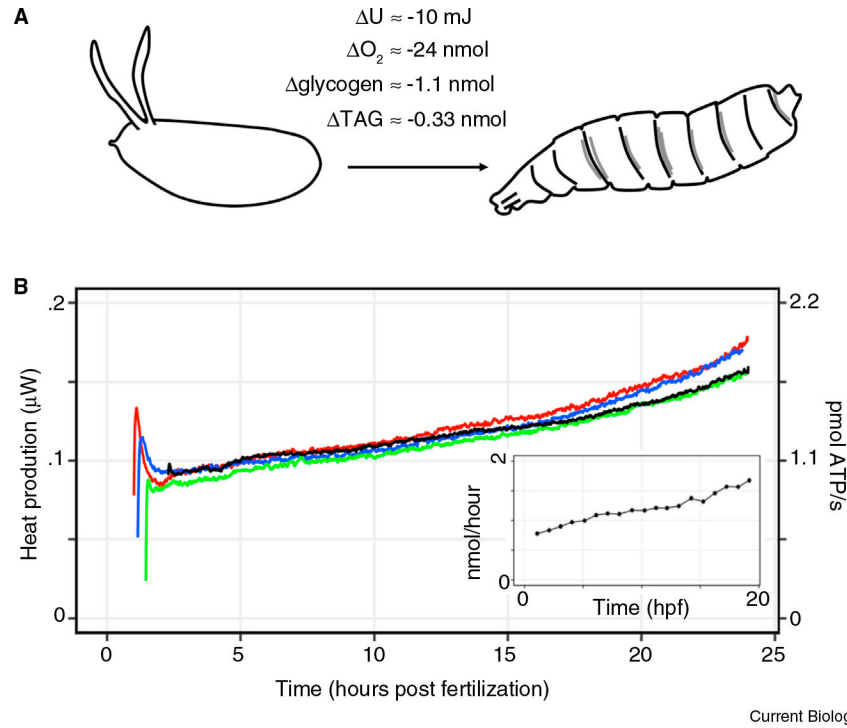 A
ΔU ≈ -10 mJ
ΔO₂ ≈ -24 nmol
Δglycogen ≈ -1.1 nmol
ΔTAG ≈ -0.33 nmol
B
Heat prodution (μW)
.2
.1
0
2.2
1.1
0
pmol ATP/s
nmol/hour
2
0
0
20
Time (hpf)
0
5
10
15
20
25
Time (hours post fertilization)
Current Biolog